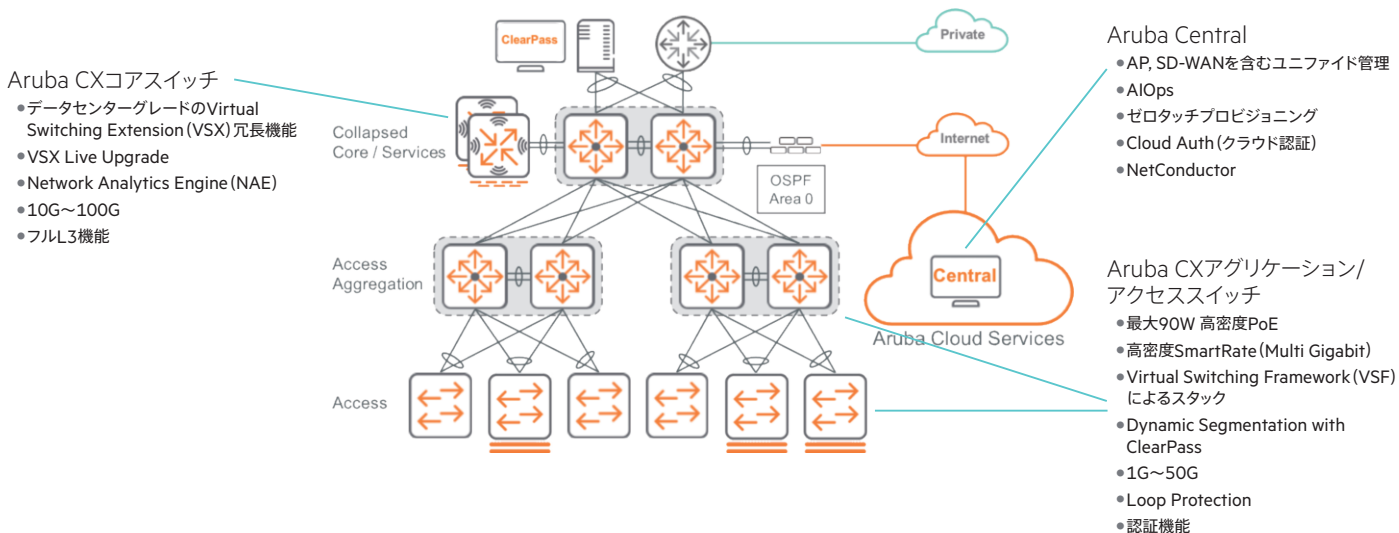 Aruba CXコアスイッチ
●データセンターグレードのVirtual
Switching Extension(VSX)冗長機能
●VSX Live Upgrade
●Network Analytics Engine(NAE)
●10G～100G
●フルL3機能
ClearPass
Private
Collapsed
Core / Services
Internet
OSPF
Area 0
Access
Aggregation
Central
Aruba Cloud Services
Access
Aruba Central
●AP, SD-WANを含むユニファイド管理
●AIOps
●ゼロタッチプロビジョニング
●Cloud Auth(クラウド認証)
●NetConductor
Aruba CXアグリケーション/
アクセススイッチ
●最大90W 高密度PoE
●高密度SmartRate(Multi Gigabit)
●Virtual Switching Framework(VSF)
によるスタック
●Dynamic Segmentation with
ClearPass
●1G～50G
●Loop Protection
●認証機能